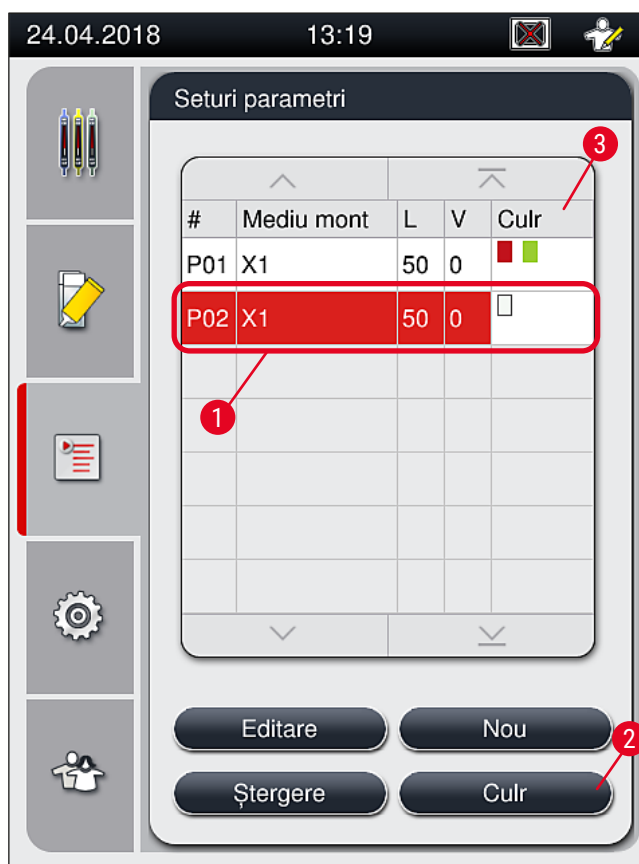 24.04.2018 13:19
Seturi parametri
3
# Mediu mont L V Culr
P01 X1 50 0
P02 X1 50 0
1
Editare Nou
2
Ștergere Culr